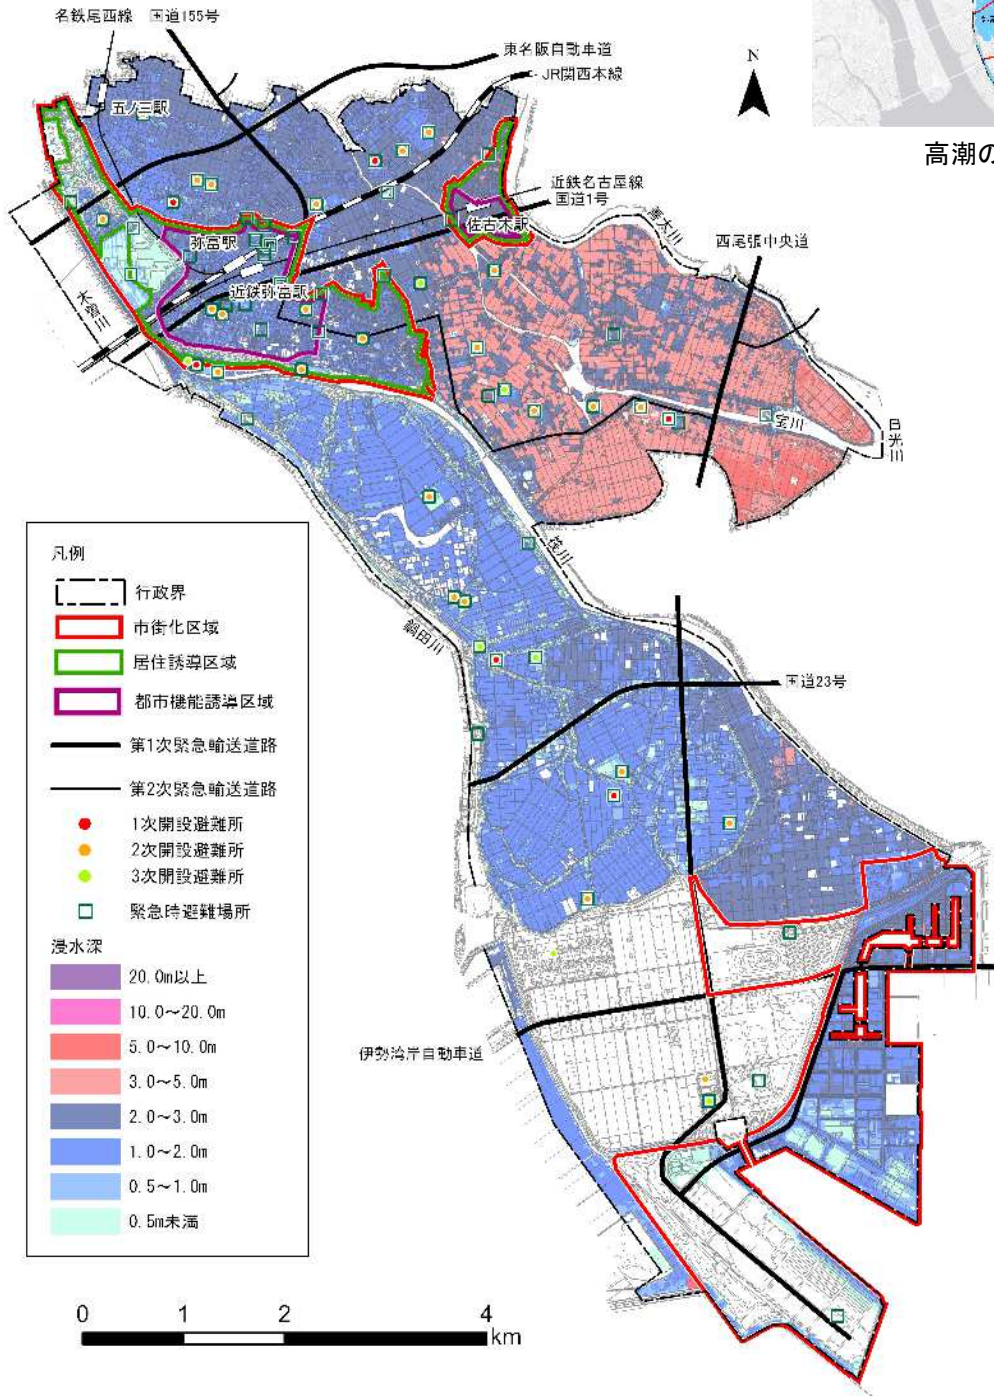 名鉄尾西線 国道155号
東名阪自動車道
JR関西本線
N
高潮の
五ノ三駅
近鉄名古屋線
国道1号
佐古木駅
善太川
西尾張中央道
弥富駅
近鉄弥富駅
木曽川
宝川
日光川
筏川
鍋田川
国道23号
伊勢湾岸自動車道
凡例
行政界
市街化区域
居住誘導区域
都市機能誘導区域
第1次緊急輸送道路
第2次緊急輸送道路
1次開設避難所
2次開設避難所
3次開設避難所
緊急時避難場所
浸水深
20.0m以上
10.0～20.0m
5.0～10.0m
3.0～5.0m
2.0～3.0m
1.0～2.0m
0.5～1.0m
0.5m未満
0 1 2 4
km